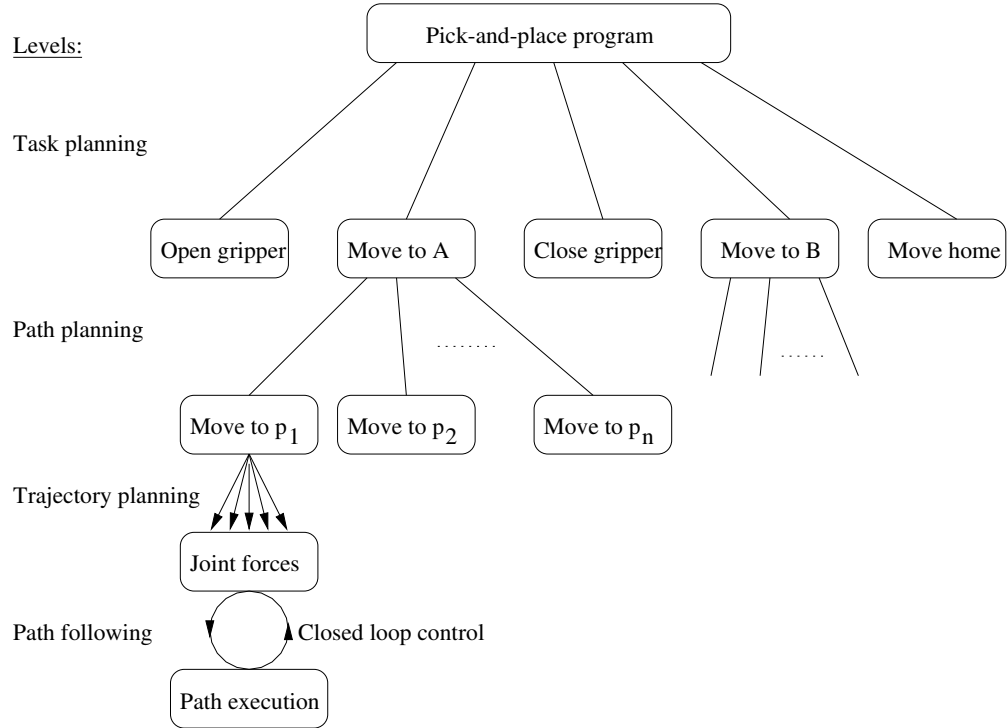 Pick-and-place program
Levels:
Task planning
Open gripper
Move to A
Close gripper
Move to B
Move home
Path planning
.........
......
Move to p1
Move to p2
Move to pn
Trajectory planning
Joint forces
Path following
Closed loop control
Path execution